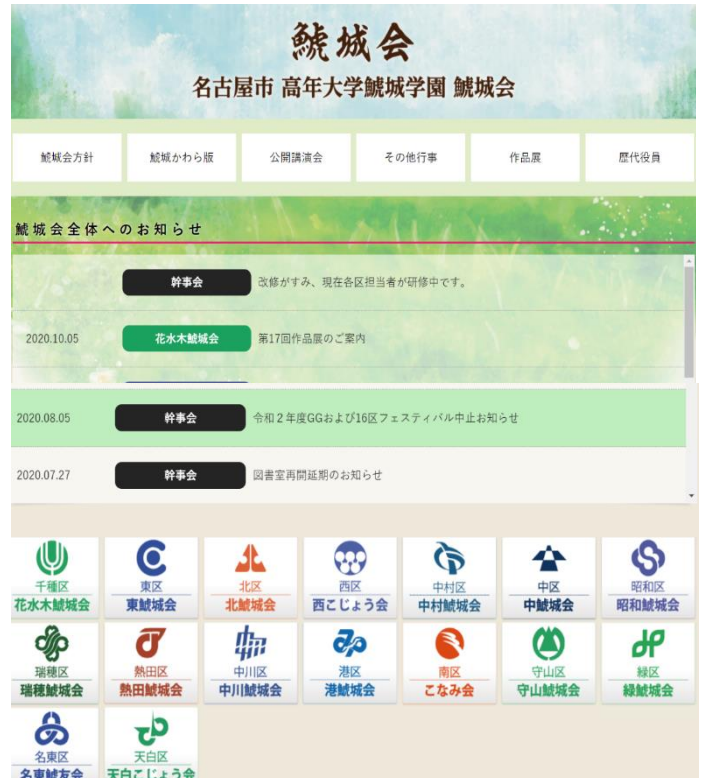 鯱城会
名古屋市 高年大学鯱城学園 鯱城会
鯱城会方針
鯱城かわら版
公開講演会
その他行事
作品展
歴代役員
鯱城会全体へのお知らせ
幹事会 改修がすみ、現在各区担当者が研修中です。
2020.10.05 花水木鯱城会 第17回作品展のご案内
2020.08.05 幹事会 令和2年度GGおよび16区フェスティバル中止お知らせ
2020.07.27 幹事会 図書室再開延期のお知らせ
千種区
花水木鯱城会
東区
東鯱城会
北区
北鯱城会
西区
西こじょう会
中村区
中村鯱城会
中区
中鯱城会
昭和区
昭和鯱城会
瑞穂区
瑞穂鯱城会
熱田区
熱田鯱城会
中川区
中川鯱城会
港区
港鯱城会
南区
こなみ会
守山区
守山鯱城会
緑区
緑鯱城会
名東区
名東鯱友会
天白区
天白こじょう会